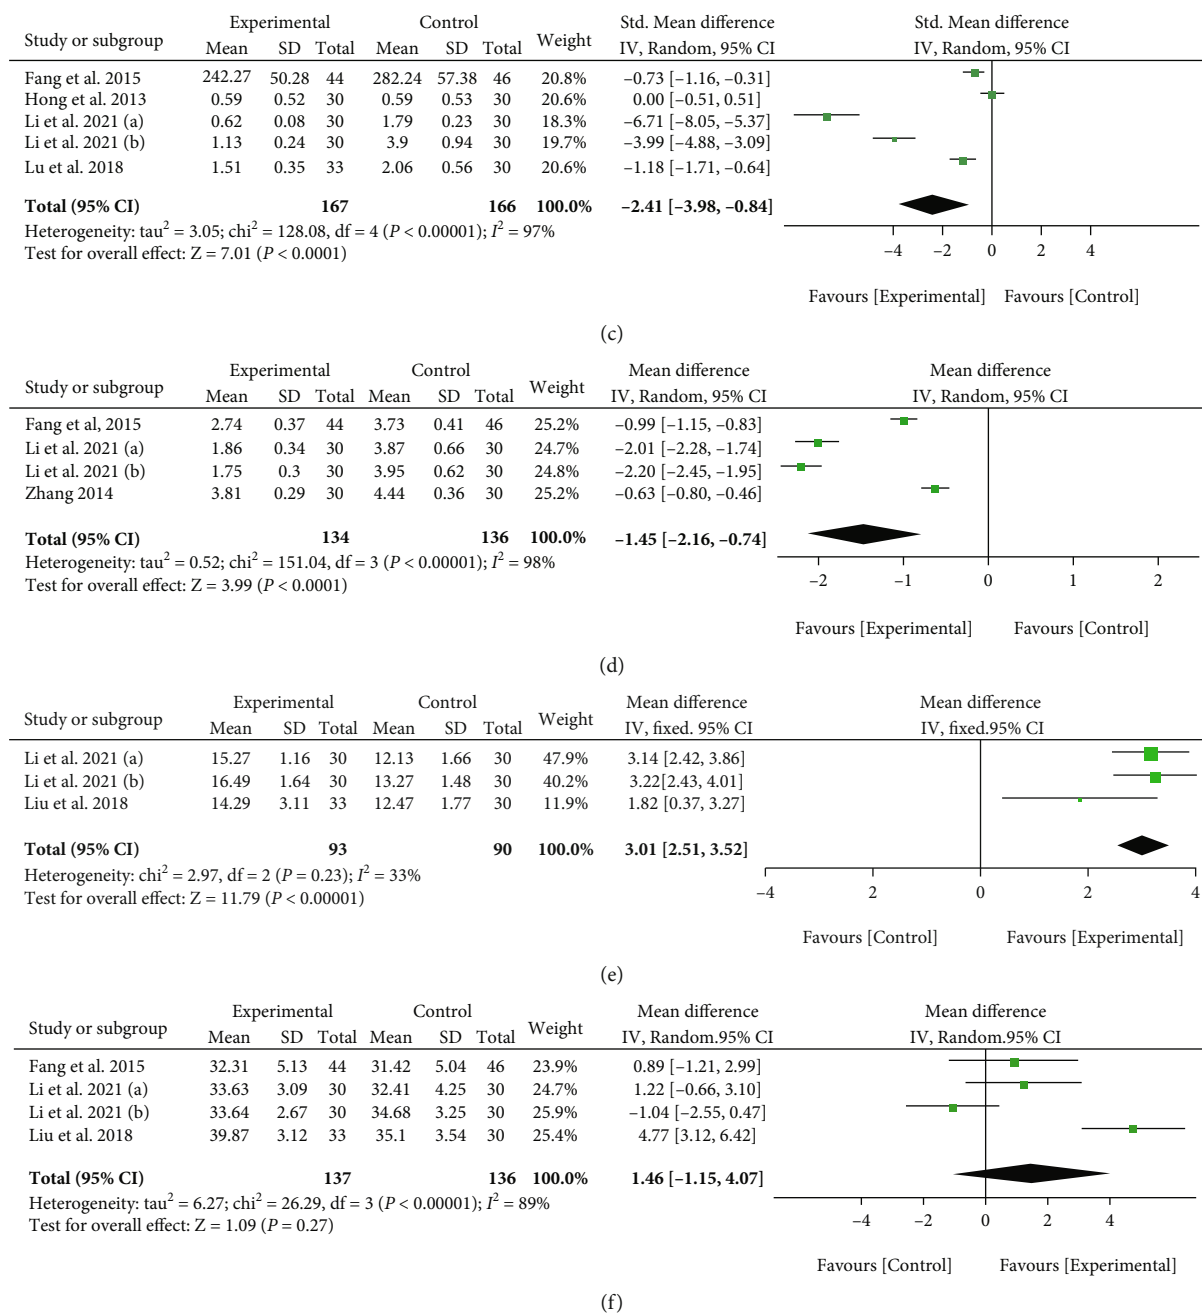 Experimental Control Std. Mean difference Std. Mean difference
Study or subgroup Mean SD Total Mean SD Total Weight IV, Random, 95% CI IV, Random, 95% CI
Fang et al. 2015 242.27 50.28 44 282.24 57.38 46 20.8% −0.73 [−1.16, −0.31]
Hong et al. 2013 0.59 0.52 30 0.59 0.53 30 20.6% 0.00 [−0.51, 0.51]
Li et al. 2021 (a) 0.62 0.08 30 1.79 0.23 30 18.3% −6.71 [−8.05, −5.37]
Li et al. 2021 (b) 1.13 0.24 30 3.9 0.94 30 19.7% −3.99 [−4.88, −3.09]
Lu et al. 2018 1.51 0.35 33 2.06 0.56 30 20.6% −1.18 [−1.71, −0.64]
Total (95% CI) 167 166 100.0% −2.41 [−3.98, −0.84]
Heterogeneity: tau² = 3.05; chi² = 128.08, df = 4 (P < 0.00001); I² = 97%
Test for overall effect: Z = 7.01 (P < 0.0001)
−4 −2 0 2 4
Favours [Experimental] Favours [Control]
(c)
Experimental Control Mean difference Mean difference
Study or subgroup Mean SD Total Mean SD Total Weight IV, Random, 95% CI IV, Random, 95% CI
Fang et al, 2015 2.74 0.37 44 3.73 0.41 46 25.2% −0.99 [−1.15, −0.83]
Li et al. 2021 (a) 1.86 0.34 30 3.87 0.66 30 24.7% −2.01 [−2.28, −1.74]
Li et al. 2021 (b) 1.75 0.3 30 3.95 0.62 30 24.8% −2.20 [−2.45, −1.95]
Zhang 2014 3.81 0.29 30 4.44 0.36 30 25.2% −0.63 [−0.80, −0.46]
Total (95% CI) 134 136 100.0% −1.45 [−2.16, −0.74]
Heterogeneity: tau² = 0.52; chi² = 151.04, df = 3 (P < 0.00001); I² = 98%
Test for overall effect: Z = 3.99 (P < 0.0001)
−2 −1 0 1 2
Favours [Experimental] Favours [Control]
(d)
Experimental Control Mean difference Mean difference
Study or subgroup Mean SD Total Mean SD Total Weight IV, fixed. 95% CI IV, fixed.95% CI
Li et al. 2021 (a) 15.27 1.16 30 12.13 1.66 30 47.9% 3.14 [2.42, 3.86]
Li et al. 2021 (b) 16.49 1.64 30 13.27 1.48 30 40.2% 3.22[2.43, 4.01]
Liu et al. 2018 14.29 3.11 33 12.47 1.77 30 11.9% 1.82 [0.37, 3.27]
Total (95% CI) 93 90 100.0% 3.01 [2.51, 3.52]
Heterogeneity: chi² = 2.97, df = 2 (P = 0.23); I² = 33%
Test for overall effect: Z = 11.79 (P < 0.00001)
−4 2 0 2 4
Favours [Control] Favours [Experimental]
(e)
Experimental Control Mean difference Mean difference
Study or subgroup Mean SD Total Mean SD Total Weight IV, Random.95% CI IV, Random.95% CI
Fang et al. 2015 32.31 5.13 44 31.42 5.04 46 23.9% 0.89 [−1.21, 2.99]
Li et al. 2021 (a) 33.63 3.09 30 32.41 4.25 30 24.7% 1.22 [−0.66, 3.10]
Li et al. 2021 (b) 33.64 2.67 30 34.68 3.25 30 25.9% −1.04 [−2.55, 0.47]
Liu et al. 2018 39.87 3.12 33 35.1 3.54 30 25.4% 4.77 [3.12, 6.42]
Total (95% CI) 137 136 100.0% 1.46 [−1.15, 4.07]
Heterogeneity: tau² = 6.27; chi² = 26.29, df = 3 (P < 0.00001); I² = 89%
Test for overall effect: Z = 1.09 (P = 0.27)
−4 −2 0 2 4
Favours [Control] Favours [Experimental]
(f)